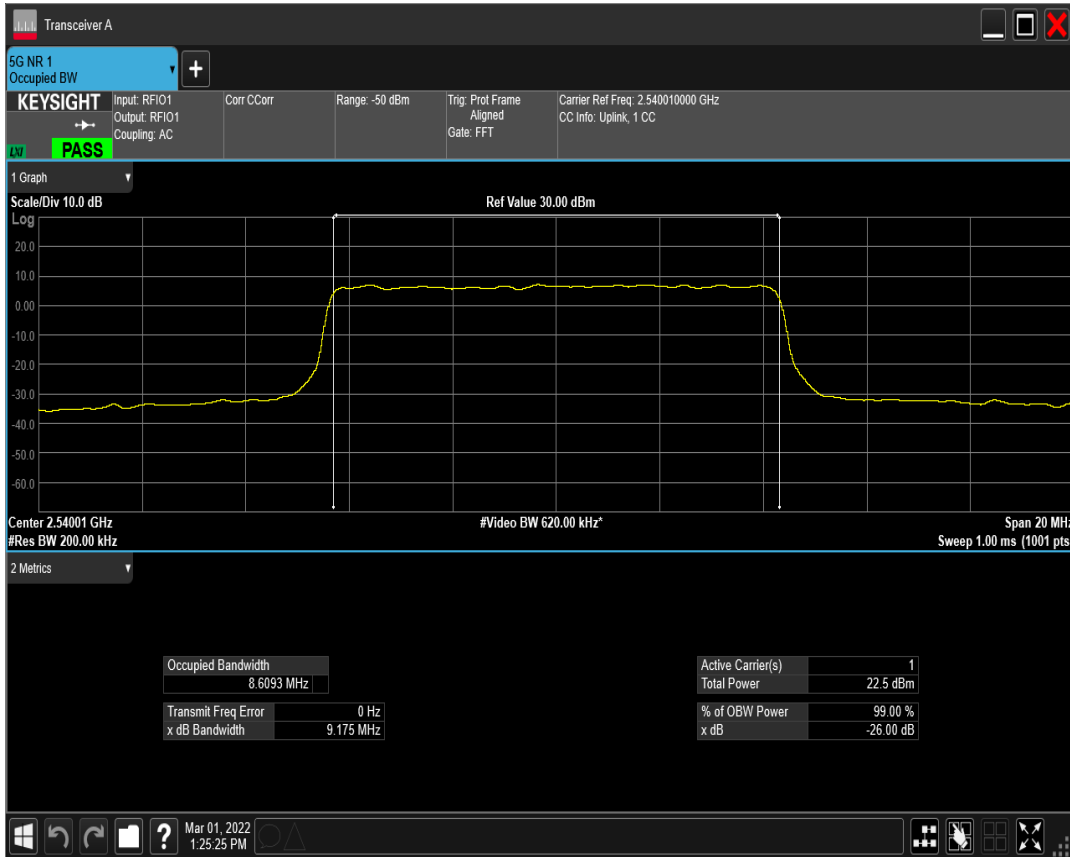 Transceiver A
5G NR 1
Occupied BW
+
KEYSIGHT
Input: RFIO1
Output: RFIO1
Coupling: AC
Corr CCorr
Range: -50 dBm
Trig: Prot Frame
Aligned
Gate: FFT
Carrier Ref Freq: 2.540010000 GHz
CC Info: Uplink, 1 CC
LXI
PASS
1 Graph
Scale/Div 10.0 dB
Ref Value 30.00 dBm
Log
20.0
10.0
0.00
-10.0
-20.0
-30.0
-40.0
-50.0
-60.0
Center 2.54001 GHz
#Video BW 620.00 kHz*
Span 20 MHz
#Res BW 200.00 kHz
Sweep 1.00 ms (1001 pts
2 Metrics
Occupied Bandwidth
8.6093 MHz
Transmit Freq Error 0 Hz
x dB Bandwidth 9.175 MHz
Active Carrier(s) 1
Total Power 22.5 dBm
% of OBW Power 99.00 %
x dB -26.00 dB
?
Mar 01, 2022
1:25:25 PM